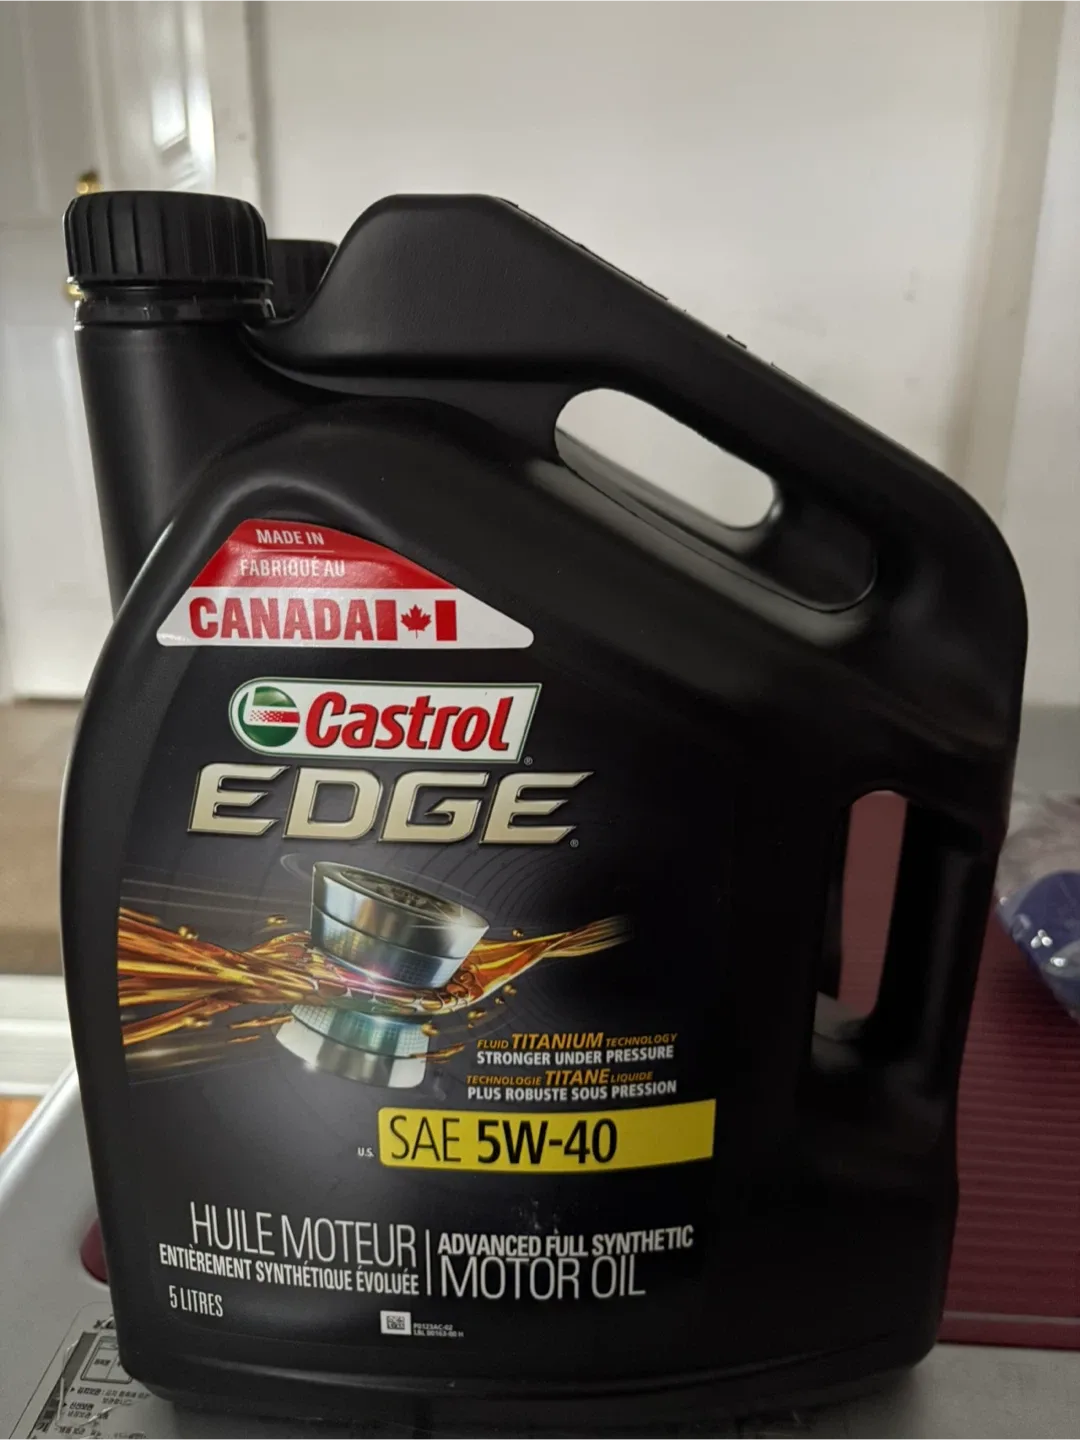 MADE IN
FABRIQUÉ AU
CANADA
Castrol
EDGE
FLUID TITANIUM TECHNOLOGY
STRONGER UNDER PRESSURE
TECHNOLOGIE TITANE LIQUIDE
PLUS ROBUSTE SOUS PRESSION
U.S. SAE 5W-40
HUILE MOTEUR
ENTIÈREMENT SYNTHÉTIQUE ÉVOLUÉE
ADVANCED FULL SYNTHETIC
MOTOR OIL
5 LITRES